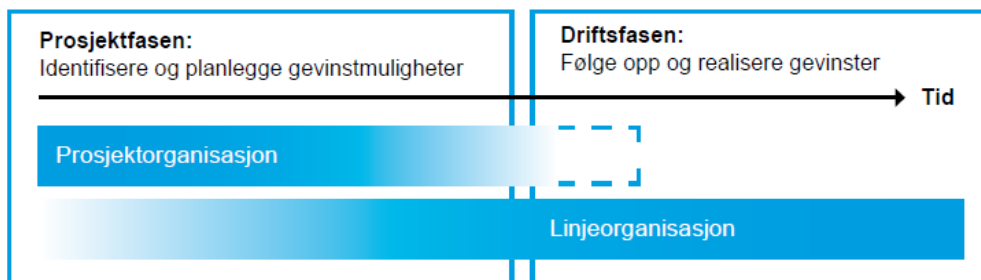 Prosjektfasen:
Identifisere og planlegge gevinstmuligheter
Driftsfasen:
Følge opp og realisere gevinster
Tid
Prosjektorganisasjon
Linjeorganisasjon